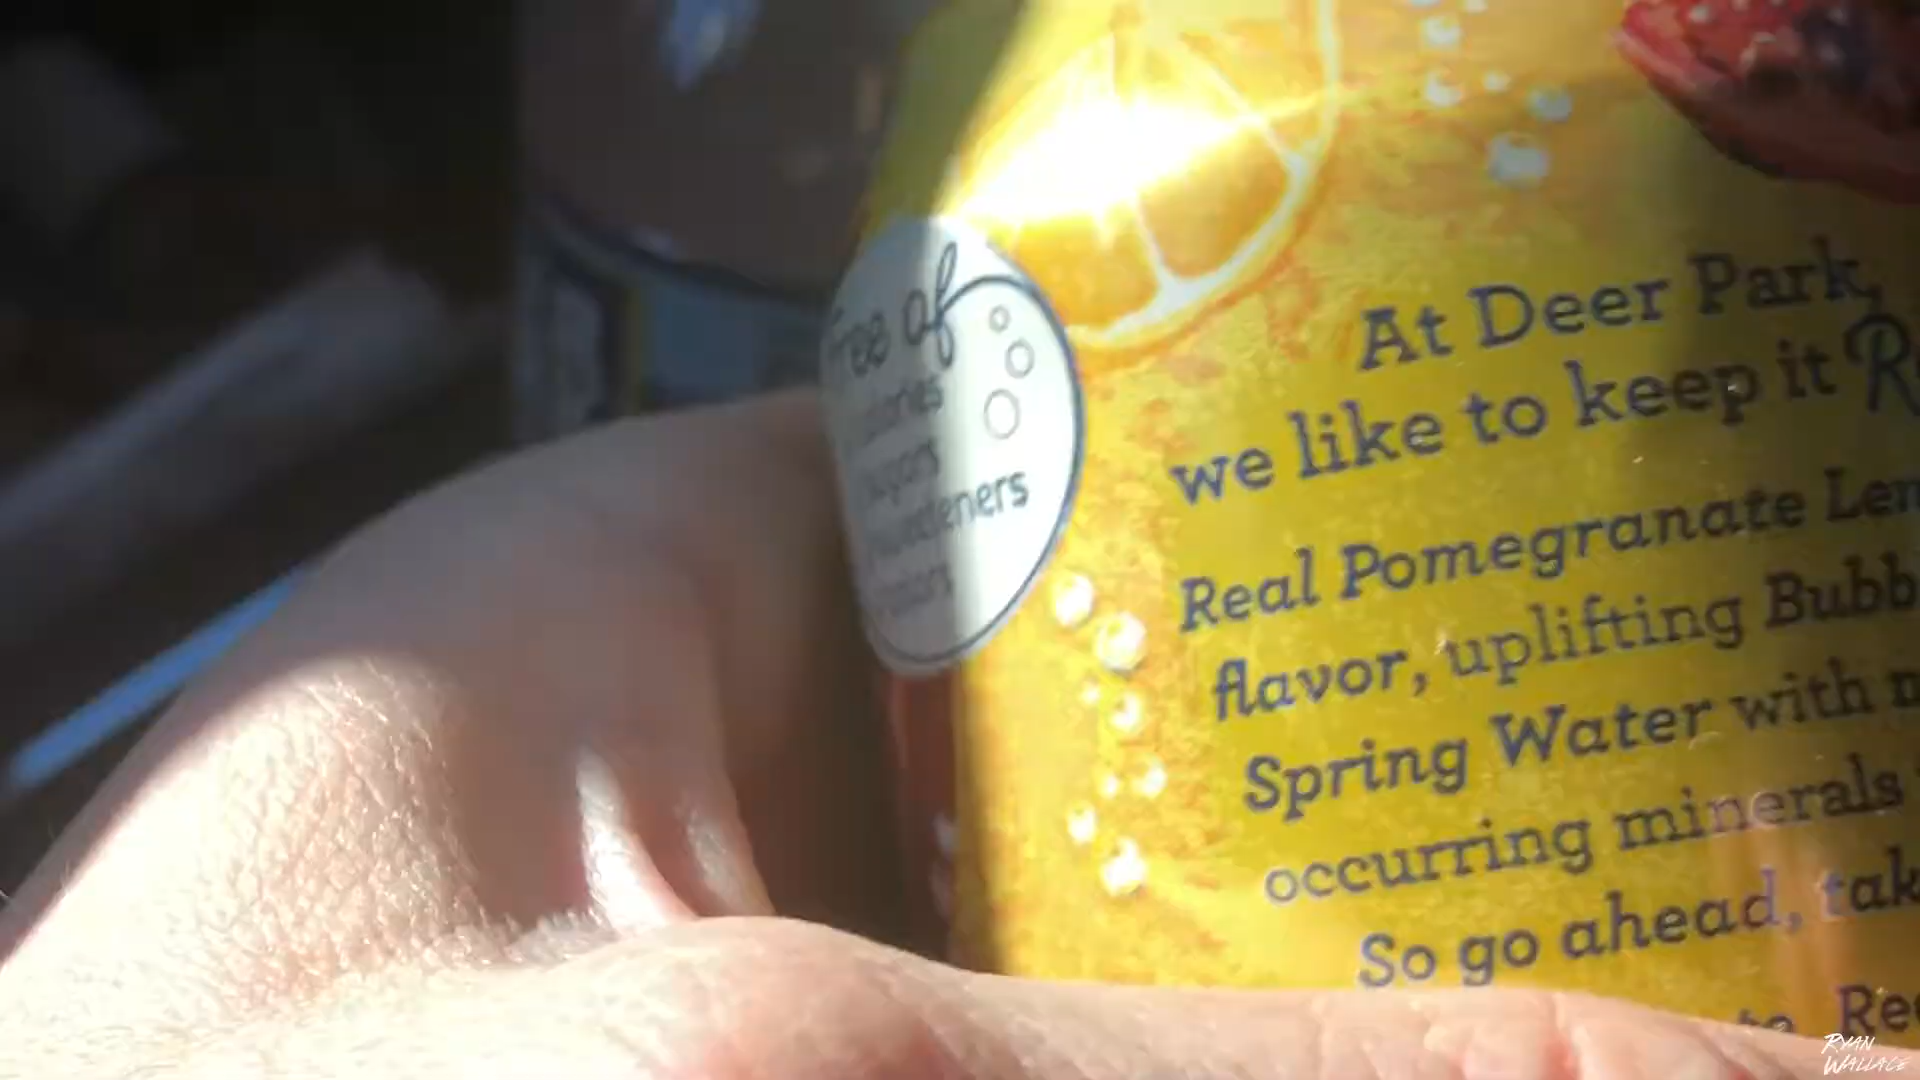 Free of
calories
sugars
sweeteners
At Deer Park,
we like to keep it
Real Pomegranate
flavor, uplifting
Spring Water with
occurring minerals
So go ahead,
RYAN
WALLACE